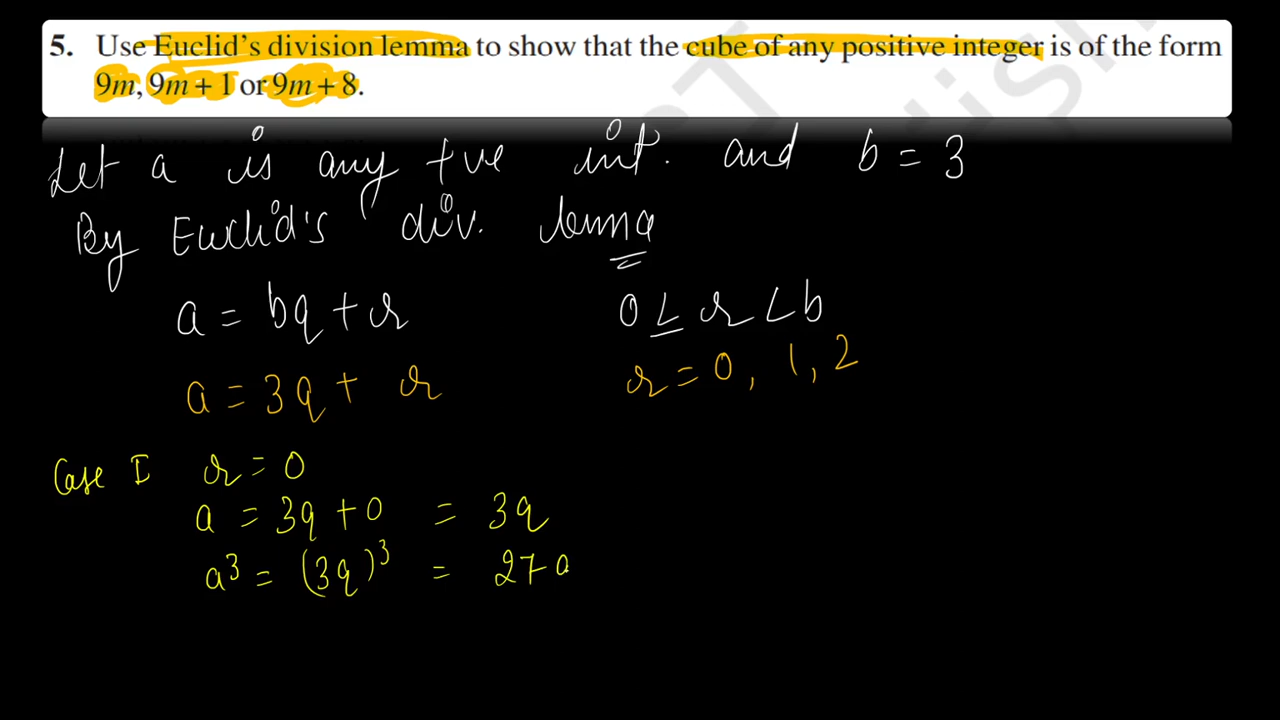 5. Use Euclid's division lemma to show that the cube of any positive integer is of the form
9m, 9m + 1 or 9m + 8.
Let a is any +ve int. and b = 3
By Euclid's div. lemma
a = bq + r 0 ≤ r < b
a = 3q + r r = 0, 1, 2
Case I r = 0
a = 3q + 0 = 3q
a³ = (3q)³ = 27